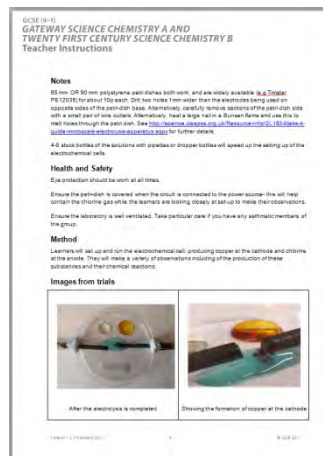 GCSE (9–1)
GATEWAY SCIENCE CHEMISTRY A AND
TWENTY FIRST CENTURY SCIENCE CHEMISTRY B
Teacher Instructions
Notes
55 mm OR 90 mm polystyrene petri dishes both work, and are widely available (e.g Timstar
PE12035) for about 10p each. Drill two holes 1mm wider than the electrodes being used on
opposite sides of the petri-dish base. Alternatively, carefully remove sections of the petri-dish side
with a small pair of wire cutters. Alternatively, heat a large nail in a Bunsen flame and use this to
melt holes through the petri dish. See
for further details
4-6 stock bottles of the solutions with pipettes or dropper bottles will speed up the setting up of the
electrochemical cells.
Health and Safety
Eye protection should be worn at all times.
Ensure the petri-dish is covered when the circuit is connected to the power source- this will help
contain the chlorine gas while the learners are looking closely at set-up to make their observations.
Ensure the laboratory is well ventilated. Take particular care if you have any asthmatic members of
the group.
Method
Learners will set up and run the electrochemical cell, producing copper at the cathode and chlorine
at the anode. They will make a variety of observations including of the production of these
substances and their chemical reactions.
Images from trials
After the electrolysis is completed
Showing the formation of copper at the cathode